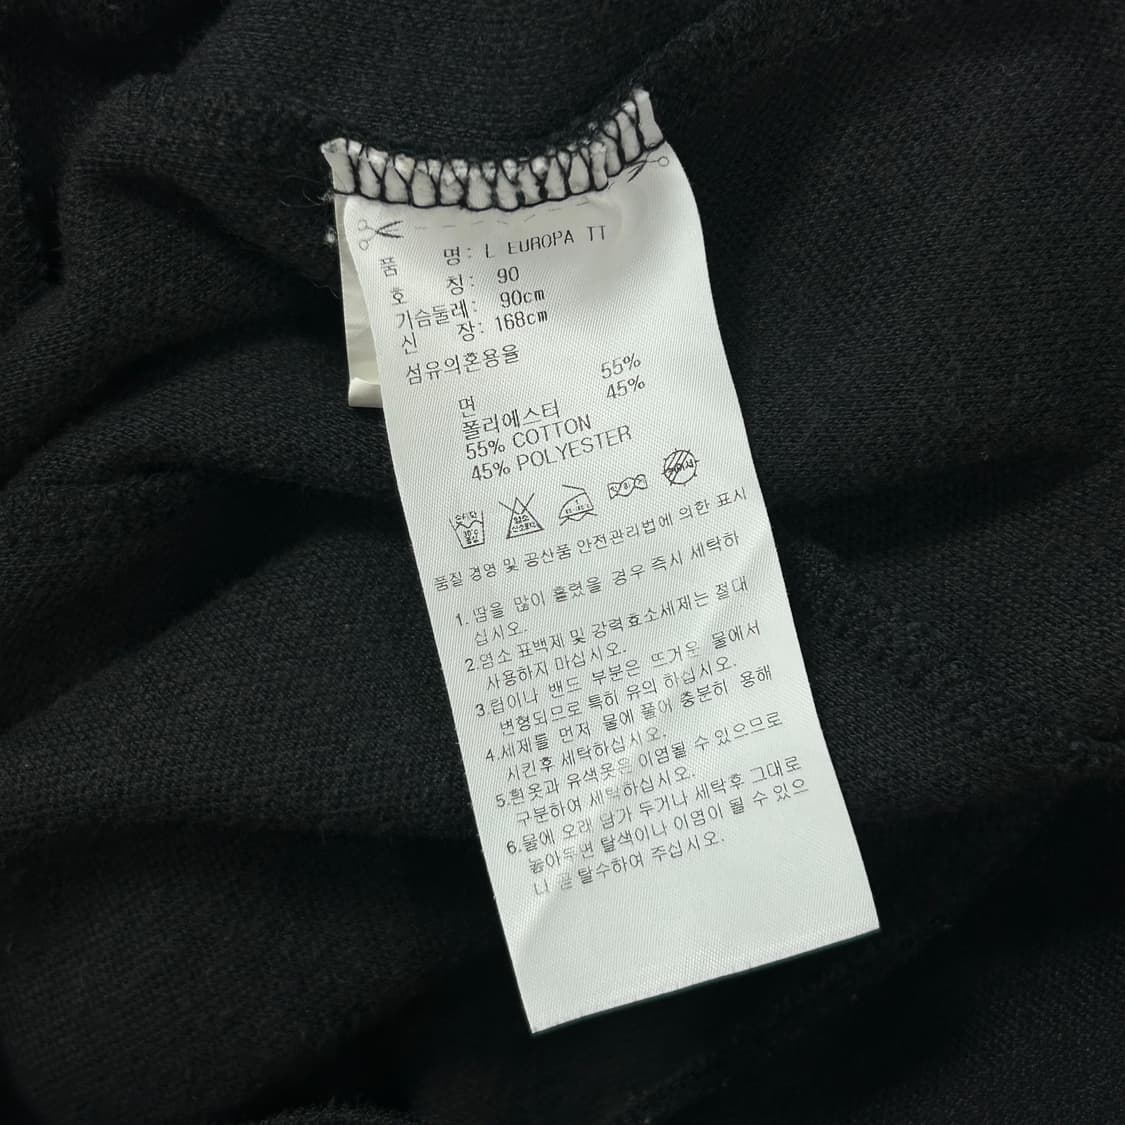 품 명: L EUROPA TT
호 칭: 90
가슴둘레: 90cm
신 장: 168cm
섬유의혼용율
면 55%
폴리에스터 45%
55% COTTON
45% POLYESTER
30℃
품질 경영 및 공산품 안전관리법에 의한 표시
1.땀을 많이 흘렸을 경우 즉시 세탁하
십시오.
2.염소 표백제 및 강력효소세제는 절대
사용하지 마십시오.
3.럽이나 밴드 부분은 뜨거운 물에서
변형되므로 특히 유의 하십시오.
4.세제를 먼저 물에 풀어 충분히 용해
시킨후 세탁하십시오.
5.흰옷과 유색옷은 이염될 수 있으므로
구분하여 세탁하십시오.
6.물에 오래 담가 두거나 세탁후 그대로
놓아두면 탈색이나 이염이 될 수 있으
니 곧 탈수하여 주십시오.